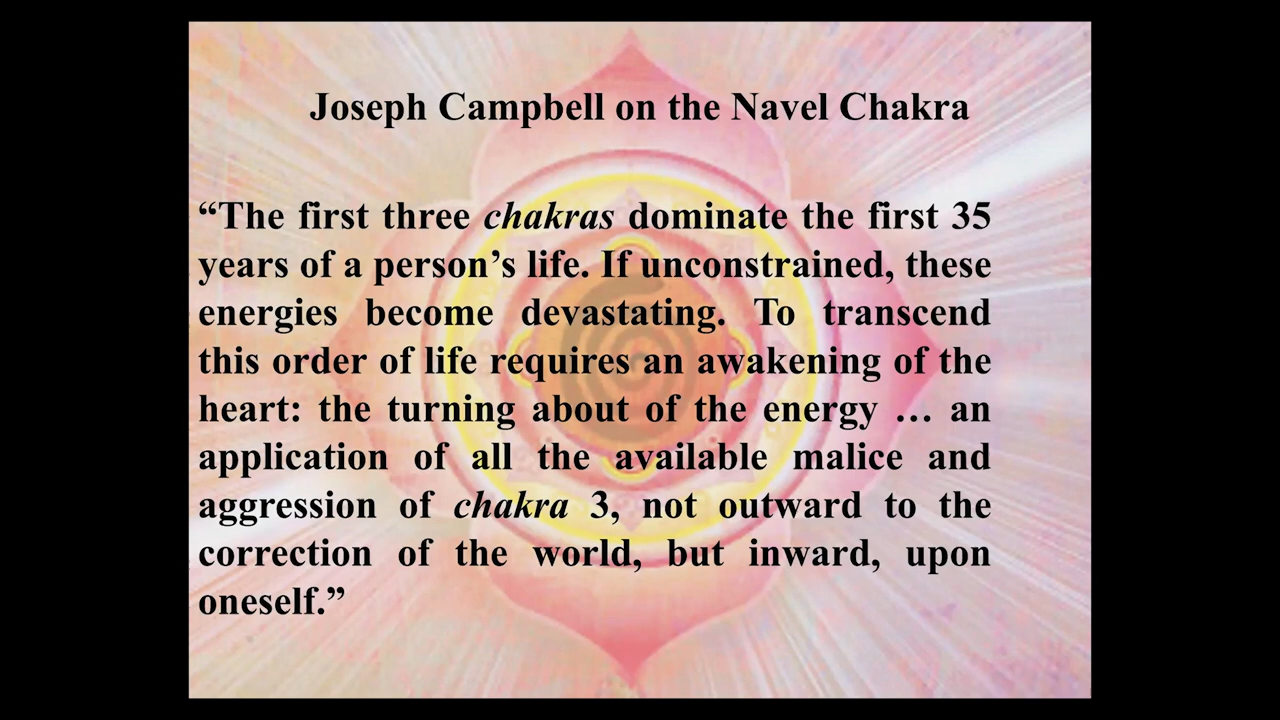 Joseph Campbell on the Navel Chakra
“The first three chakras dominate the first 35
years of a person’s life. If unconstrained, these
energies become devastating. To transcend
this order of life requires an awakening of the
heart: the turning about of the energy … an
application of all the available malice and
aggression of chakra 3, not outward to the
correction of the world, but inward, upon
oneself.”